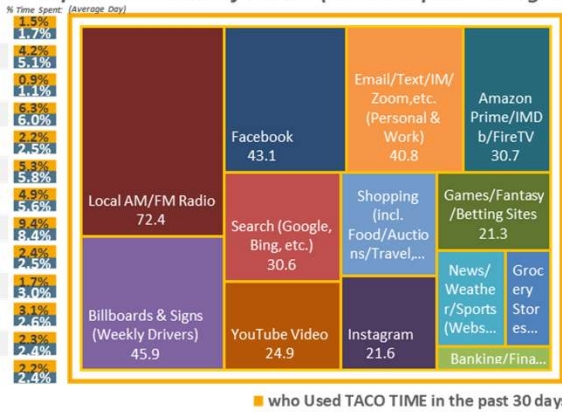 % Time Spent: (Average Day)
1.5%
1.7%
4.2%
5.1%
0.9%
1.1%
6.3%
6.0%
2.2%
2.5%
5.3%
5.8%
4.9%
5.6%
9.4%
8.4%
2.4%
2.5%
1.7%
3.0%
3.1%
2.6%
2.3%
2.4%
2.2%
2.4%
Local AM/FM Radio
72.4
Billboards & Signs
(Weekly Drivers)
45.9
Facebook
43.1
Email/Text/IM/
Zoom,etc.
(Personal &
Work)
40.8
Amazon
Prime/IMD
b/FireTV
30.7
Search (Google,
Bing, etc.)
30.6
Shopping
(incl.
Food/Auctio
ns/Travel,...
Games/Fantasy
/Betting Sites
21.3
YouTube Video
24.9
Instagram
21.6
News/
Weathe
r/Sports
(Webs...
Groc
ery
Stor
es...
Banking/Fina...
who Used TACO TIME in the past 30 day